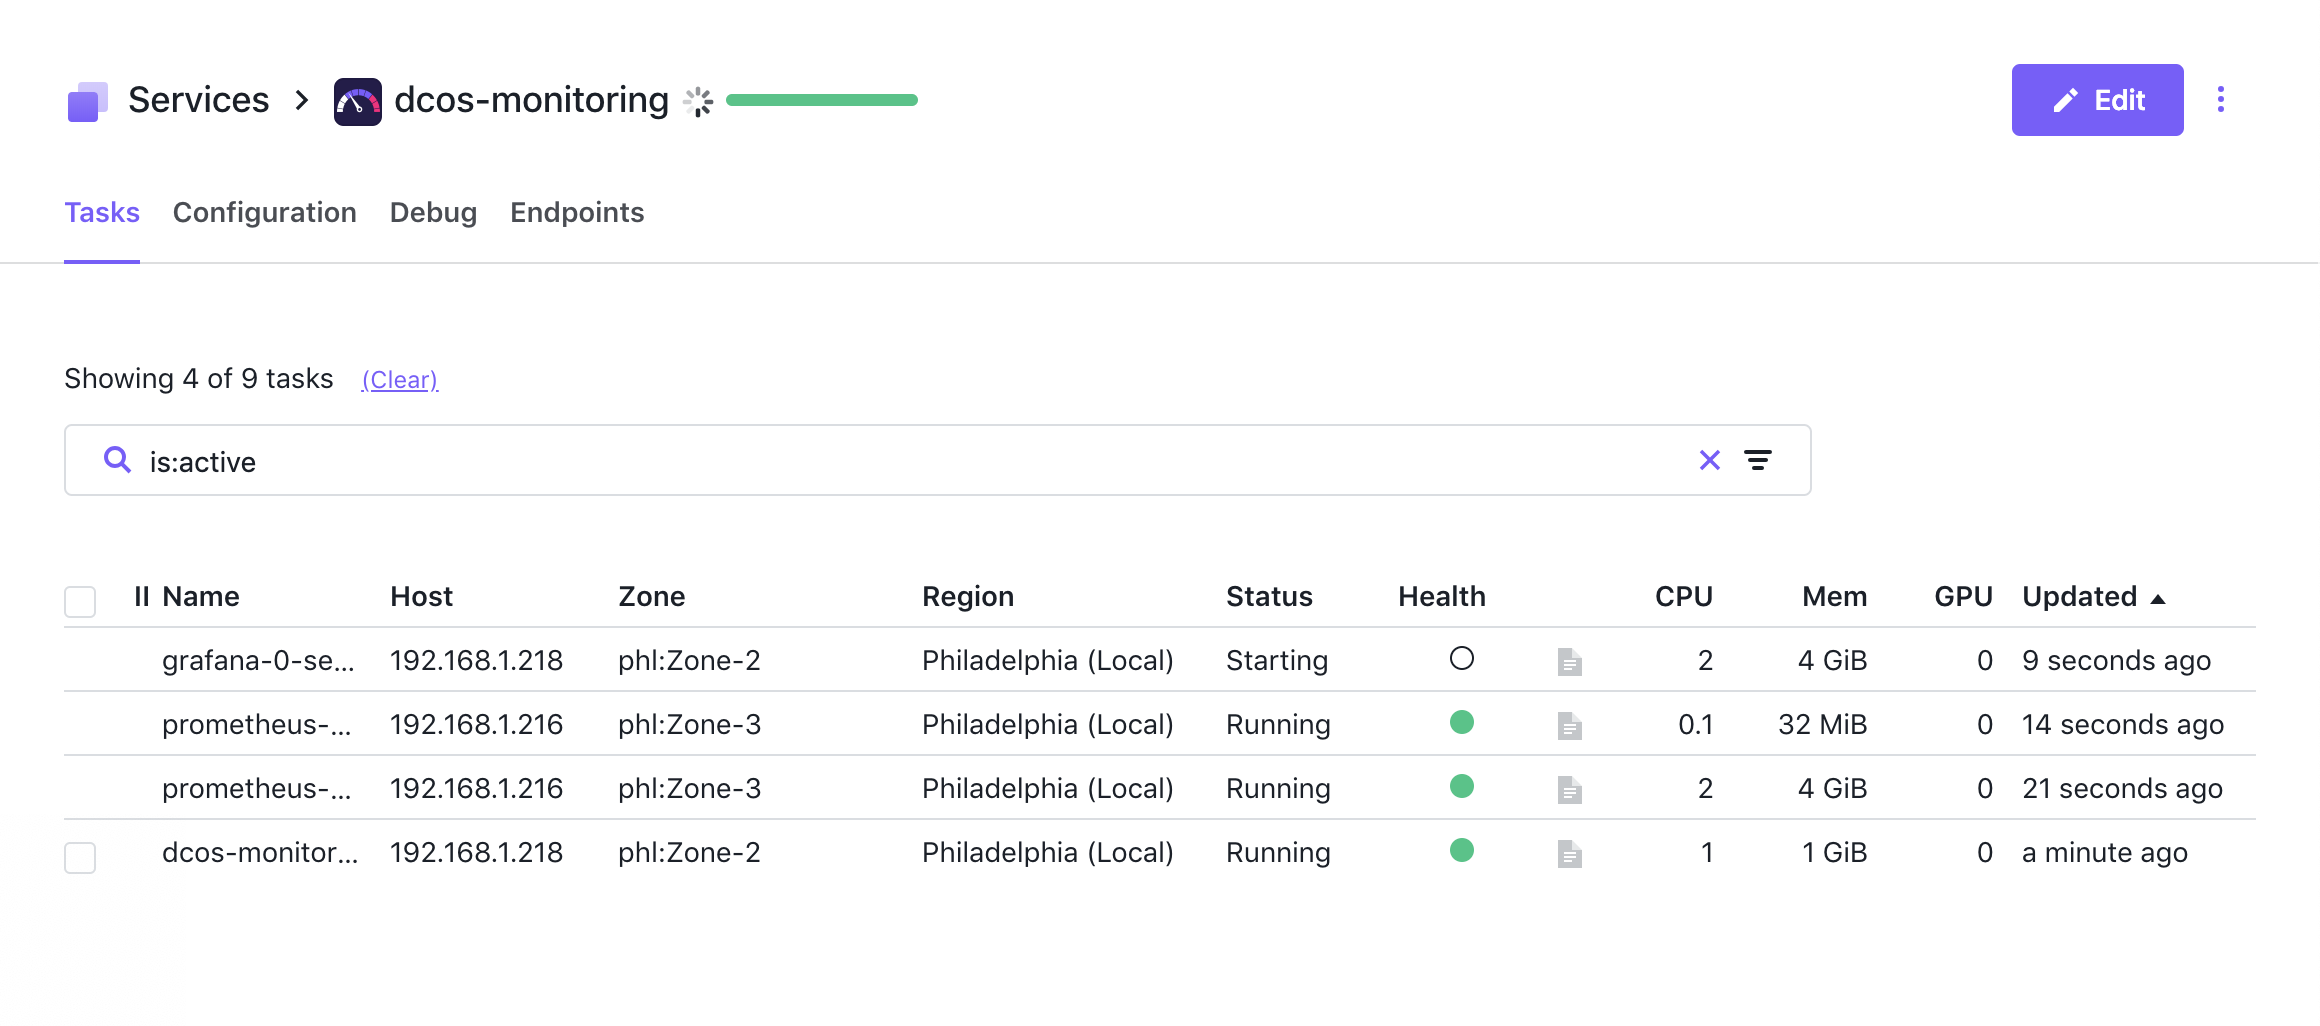 Services > dcos-monitoring
Edit
Tasks Configuration Debug Endpoints
Showing 4 of 9 tasks (Clear)
is:active
II Name Host Zone Region Status Health CPU Mem GPU Updated
grafana-0-se... 192.168.1.218 phl:Zone-2 Philadelphia (Local) Starting 2 4 GiB 0 9 seconds ago
prometheus-... 192.168.1.216 phl:Zone-3 Philadelphia (Local) Running 0.1 32 MiB 0 14 seconds ago
prometheus-... 192.168.1.216 phl:Zone-3 Philadelphia (Local) Running 2 4 GiB 0 21 seconds ago
dcos-monitor... 192.168.1.218 phl:Zone-2 Philadelphia (Local) Running 1 1 GiB 0 a minute ago